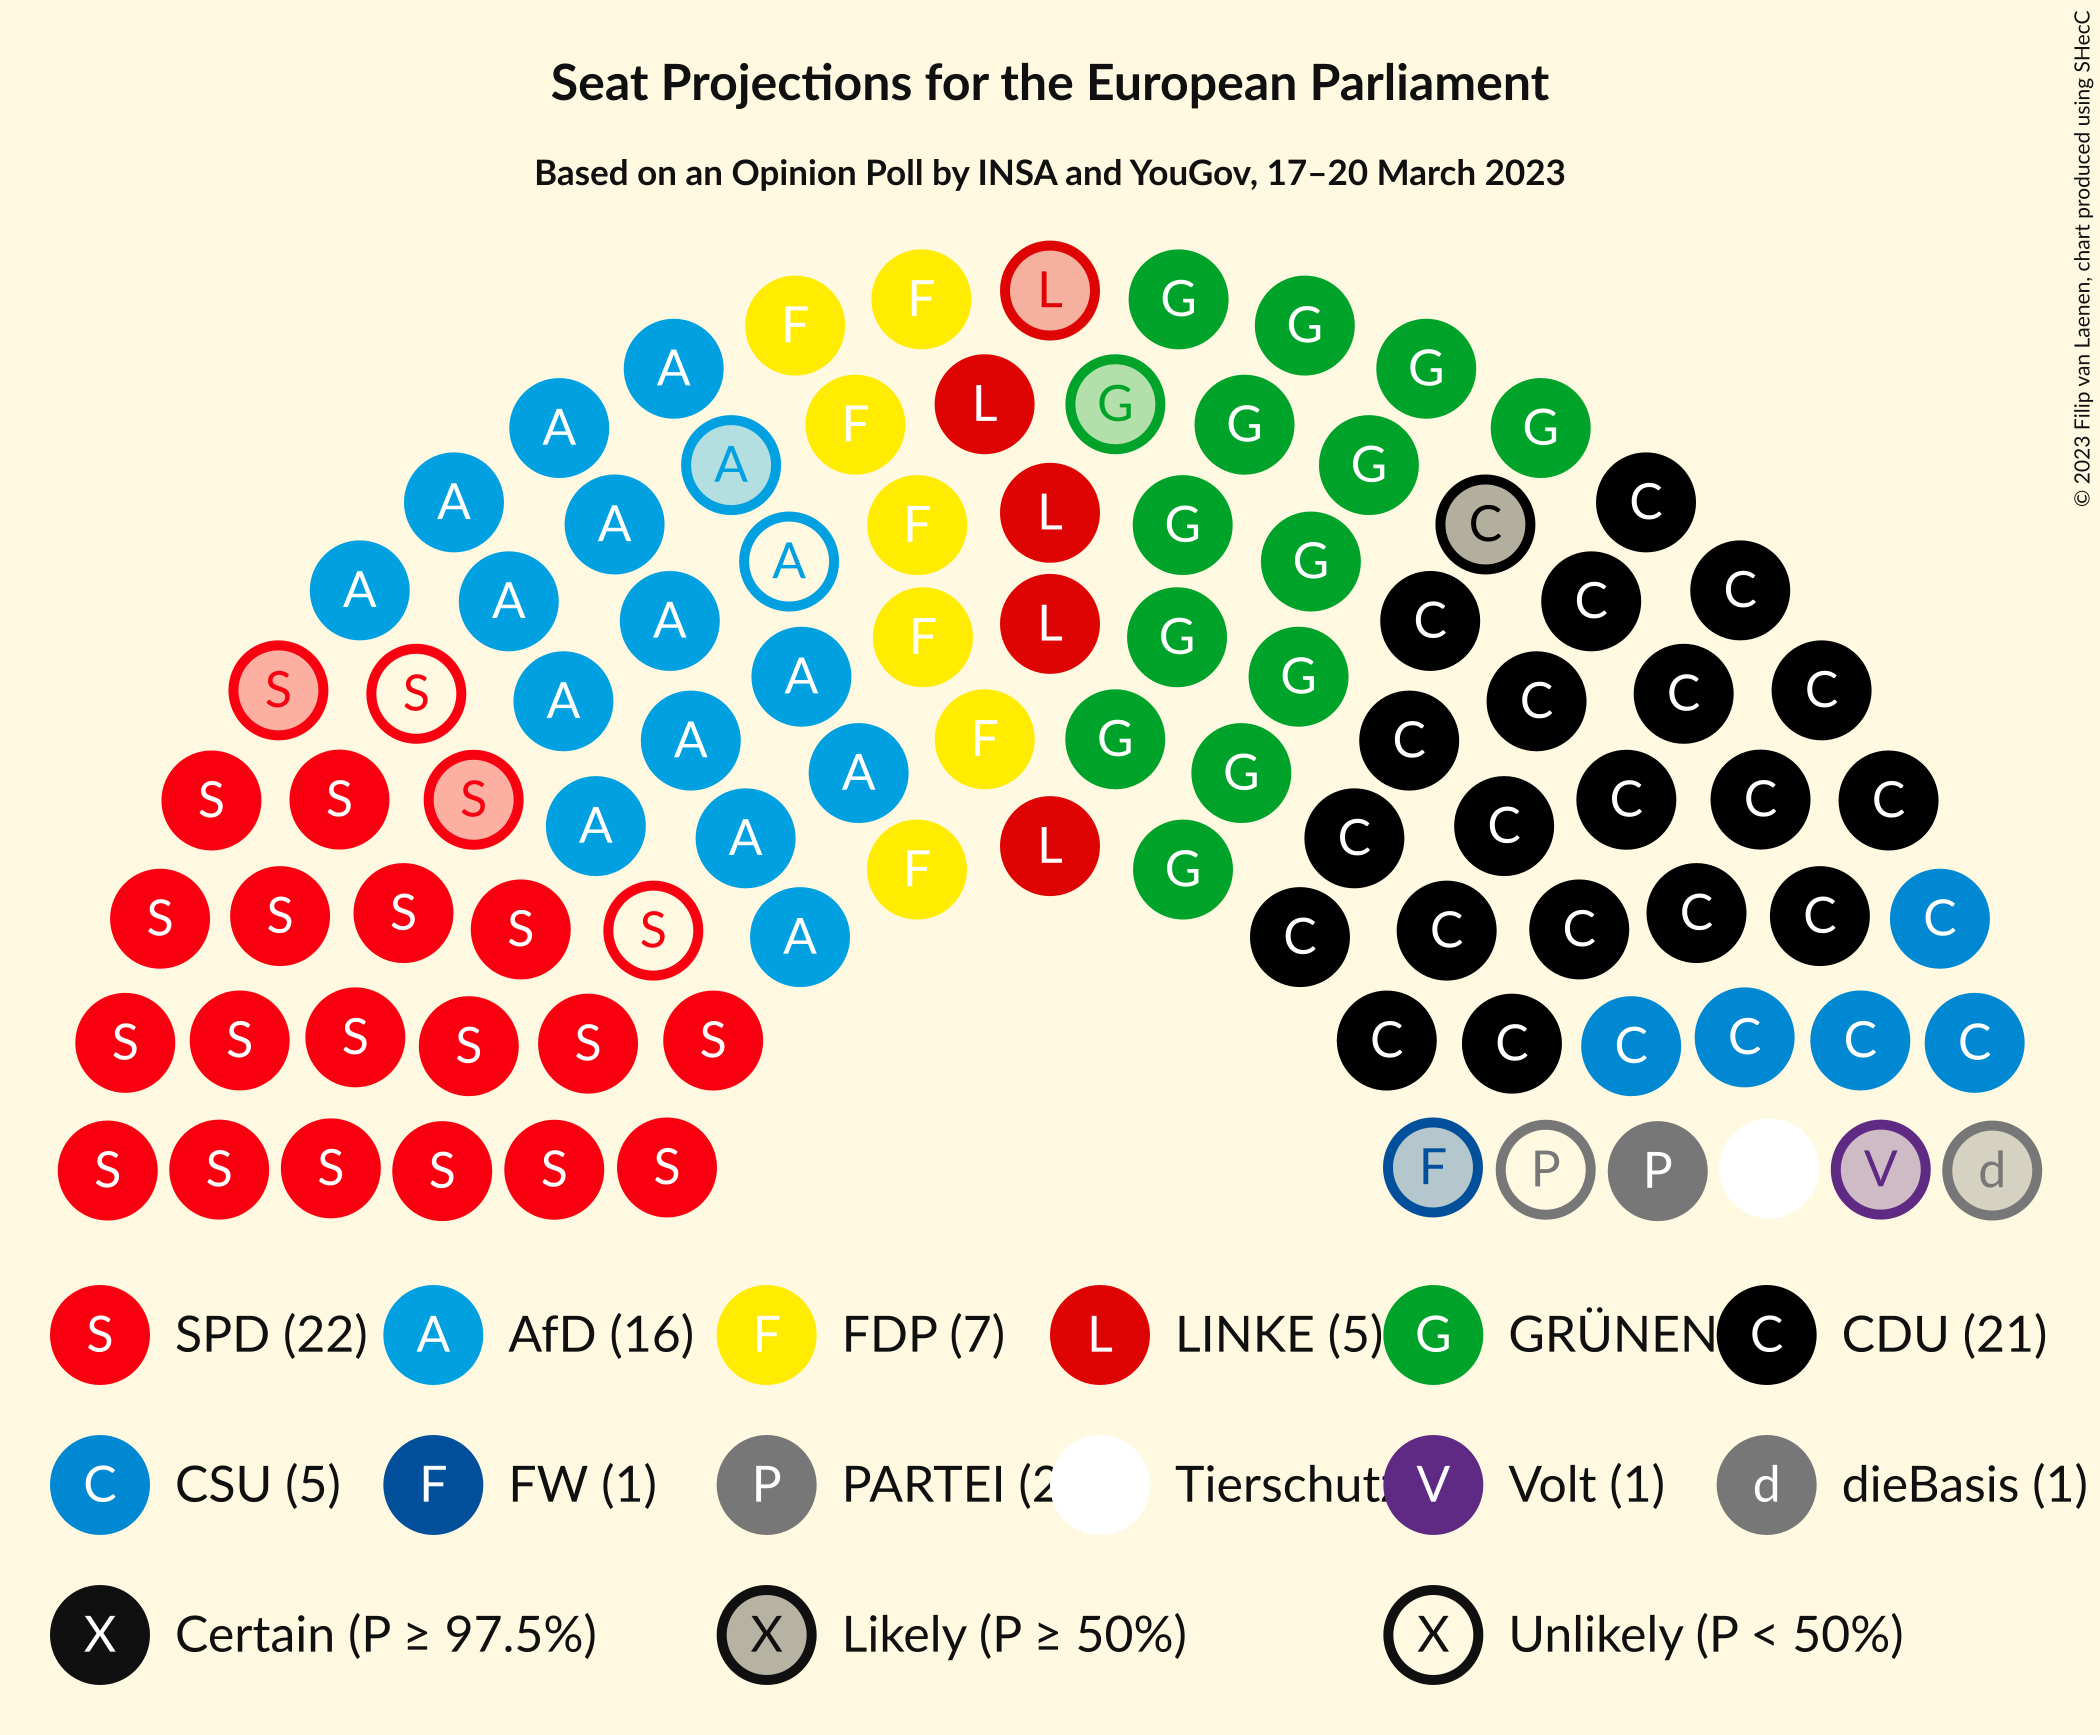 Seat Projections for the European Parliament
Based on an Opinion Poll by INSA and YouGov, 17–20 March 2023
© 2023 Filip van Laenen, chart produced using SHecC
L
F G
F G
A G
L G
F G
A G
A G
A C
L
F G
A C
A C
A G
A C
A C
L
F G
A C
A G
S C
S C
A C
F G
A C
A G
S C
S C
S C
A C
A C
L
F G
S C
S C
S C
S C
S C
A C
S S S S S S C C C C C C
S S S S S S F P P V d
S SPD (22) A AfD (16) F FDP (7) L LINKE (5) G GRÜNEN C CDU (21)
C CSU (5) F FW (1) P PARTEI (2 Tierschutz V Volt (1) d dieBasis (1)
X Certain (P ≥ 97.5%) X Likely (P ≥ 50%) X Unlikely (P < 50%)